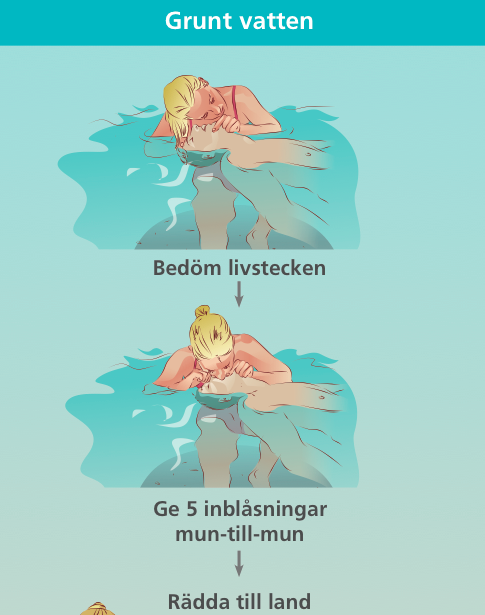 Grunt vatten
Bedöm livstecken
Ge 5 inblåsningar
mun-till-mun
Rädda till land